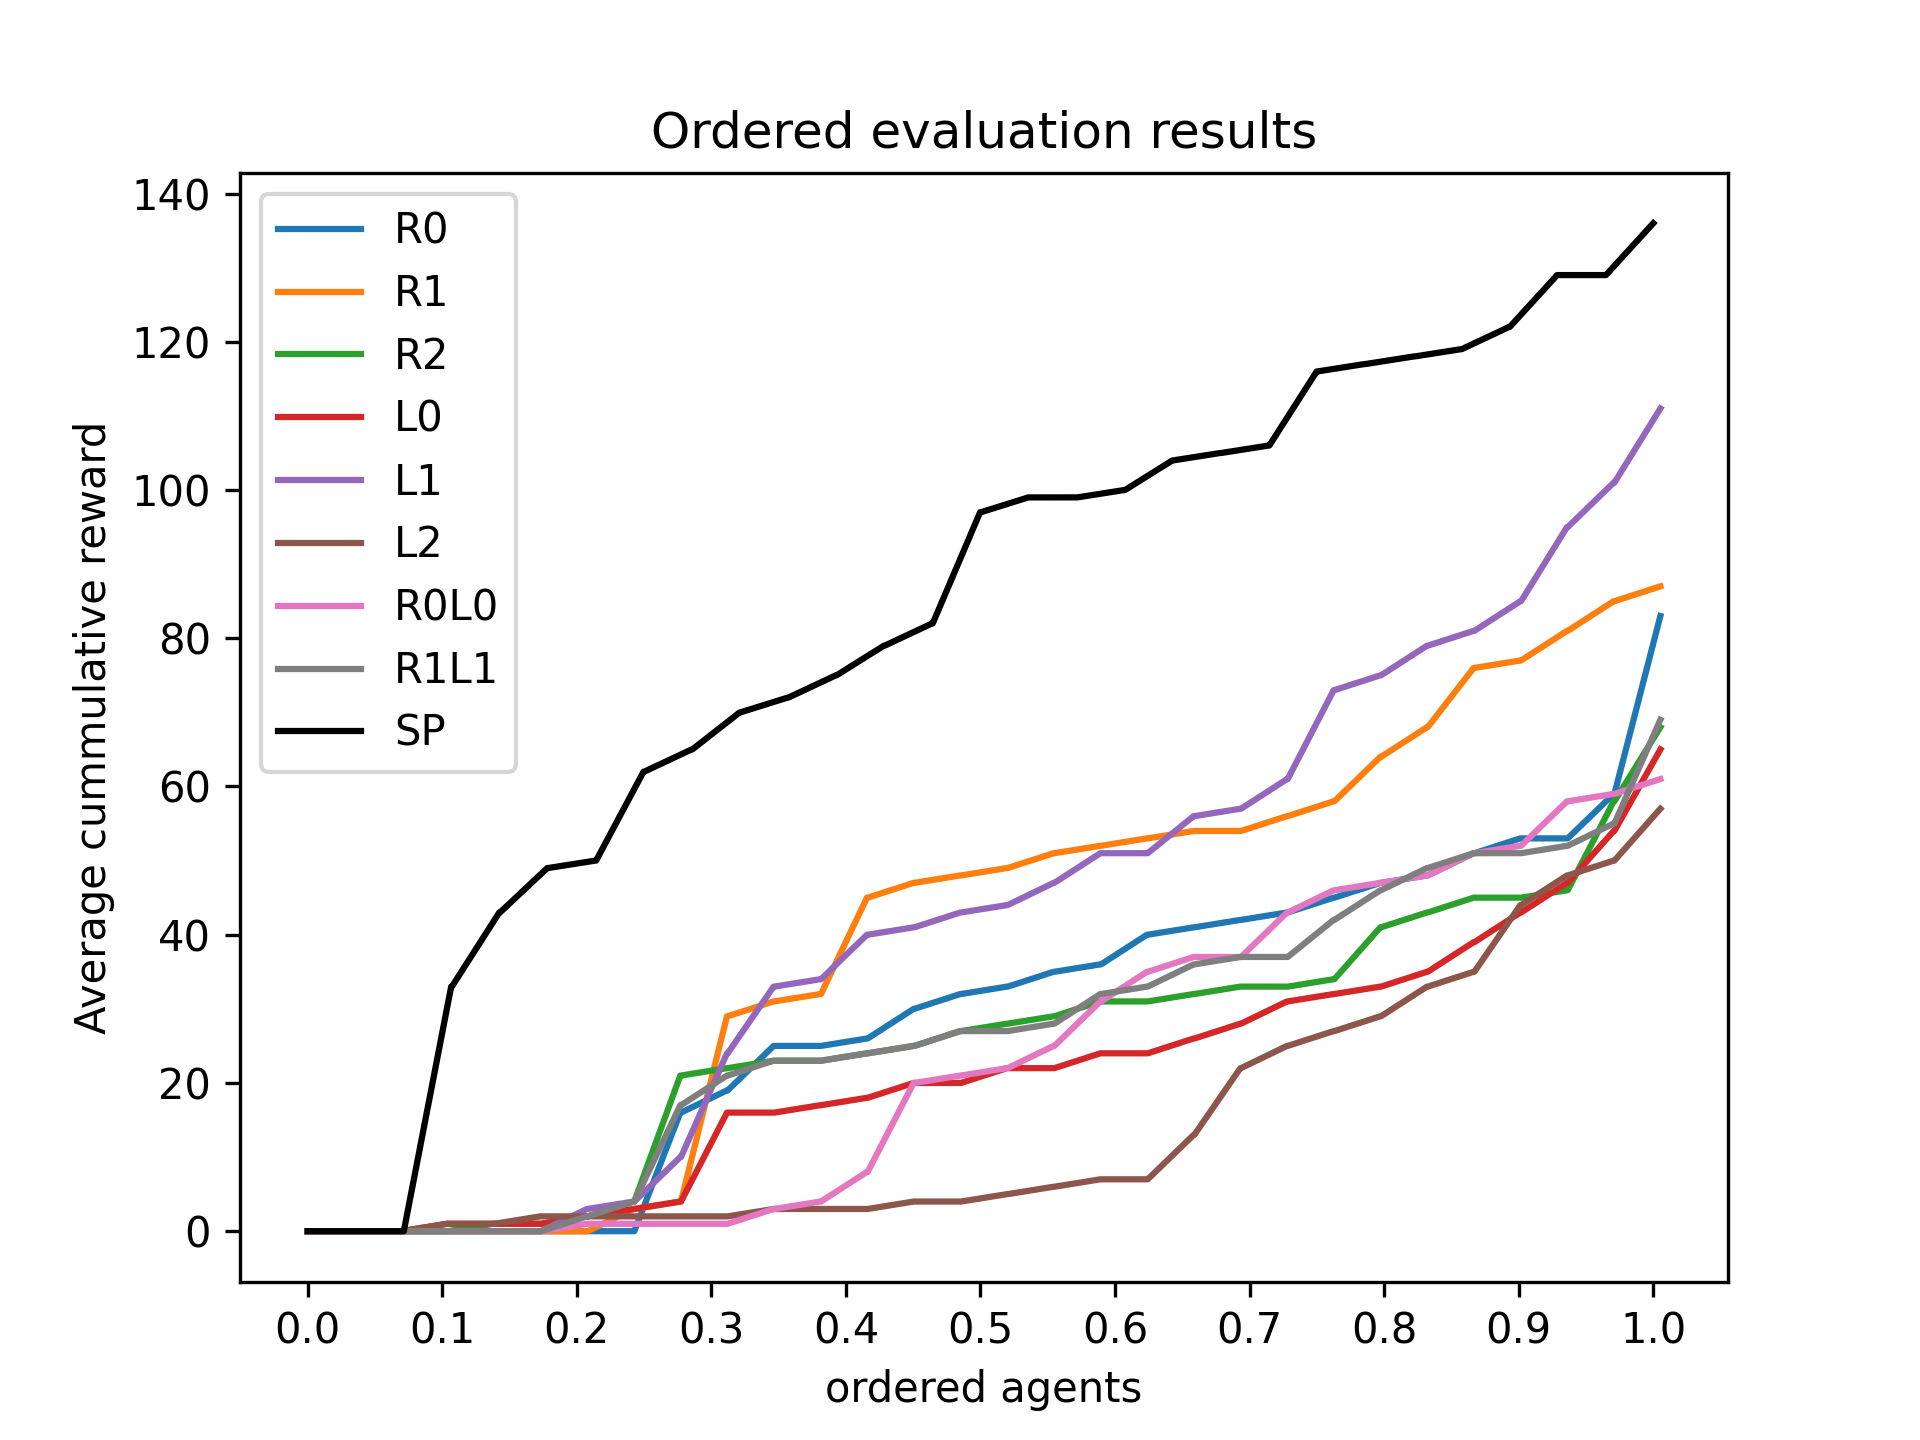 Ordered evaluation results
Average cummulative reward
140
120
100
80
60
40
20
0
R0
R1
R2
L0
L1
L2
R0L0
R1L1
SP
0.0 0.1 0.2 0.3 0.4 0.5 0.6 0.7 0.8 0.9 1.0
ordered agents